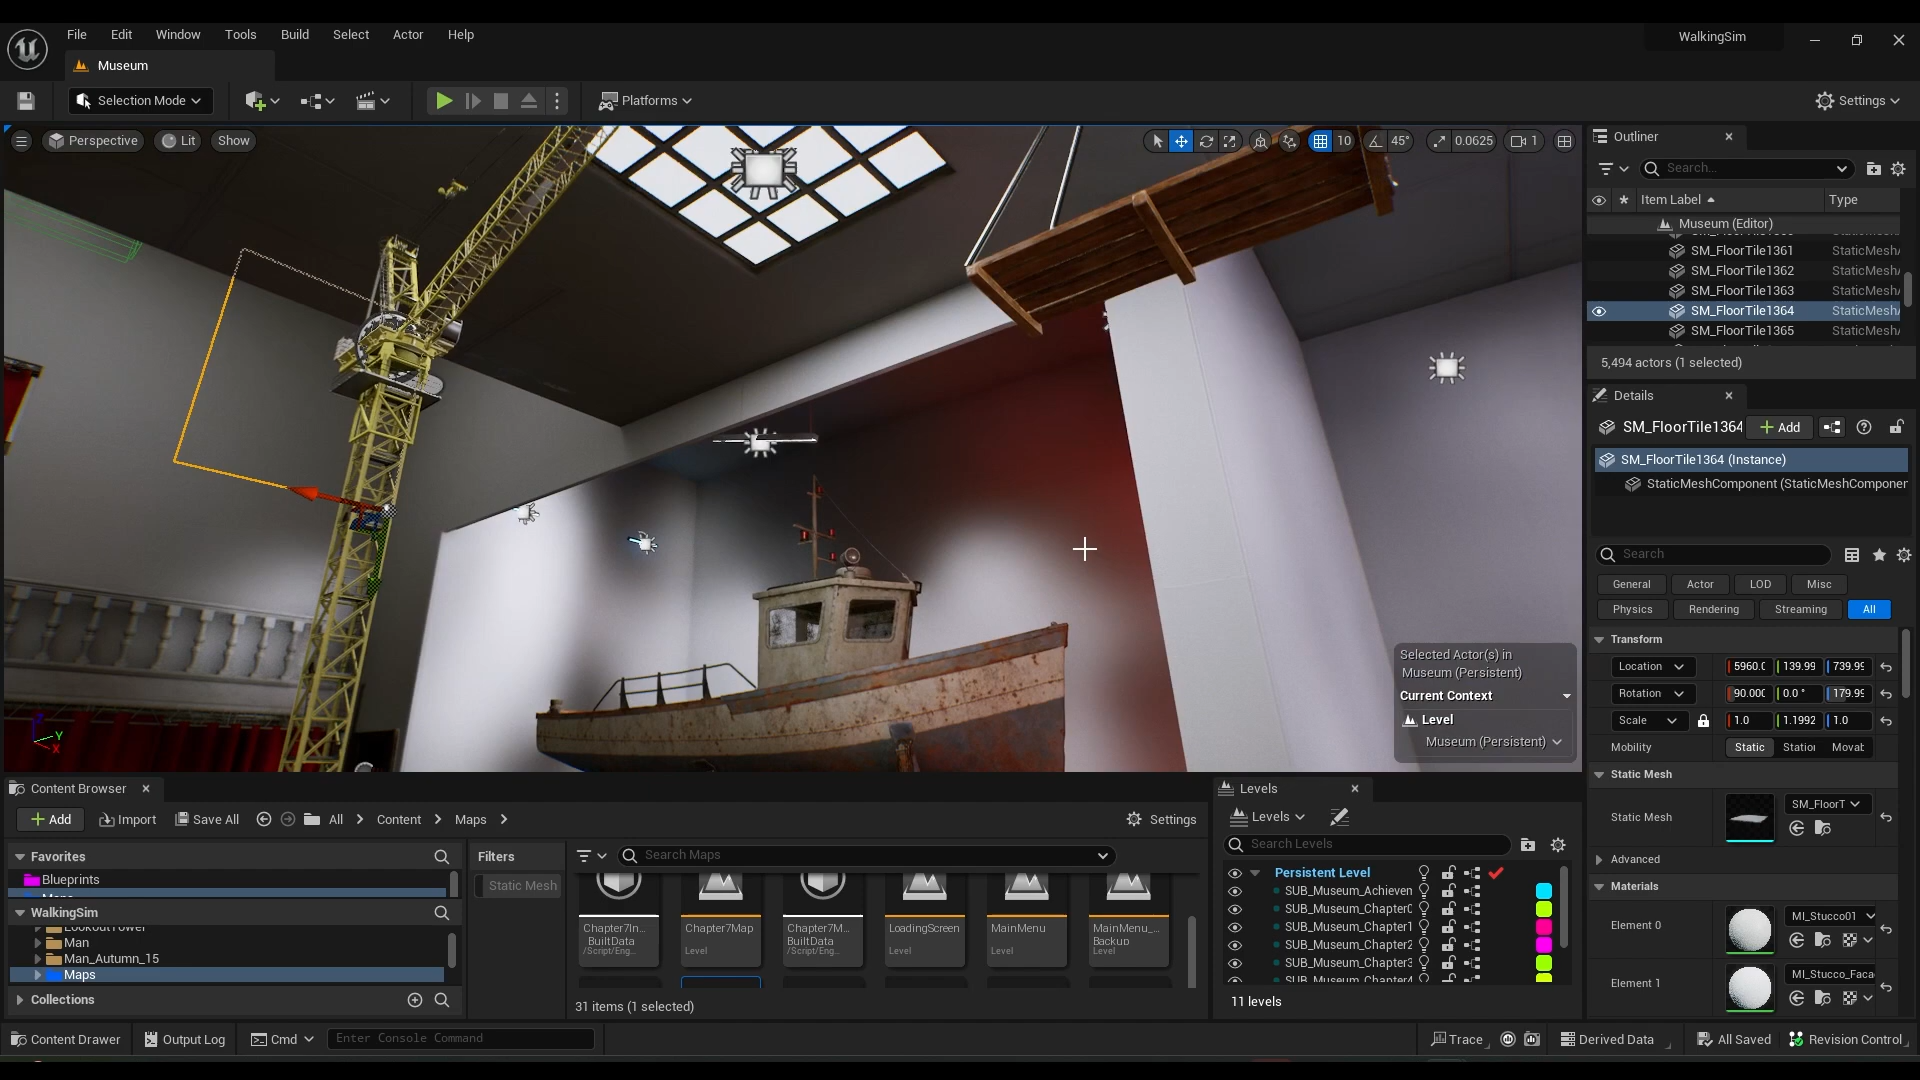 File Edit Window Tools Build Select Actor Help
WalkingSim
Museum
Selection Mode
Platforms
Settings
Perspective Lit Show
10 45° 0.0625 1
Outliner
Search...
Item Label Type
Museum (Editor)
SM_FloorTile1361 StaticMesh
SM_FloorTile1362 StaticMesh
SM_FloorTile1363 StaticMesh
SM_FloorTile1364 StaticMesh
SM_FloorTile1365 StaticMesh
5,494 actors (1 selected)
Details
SM_FloorTile1364 Add
SM_FloorTile1364 (Instance)
StaticMeshComponent (StaticMeshComponen
Search
General Actor LOD Misc
Physics Rendering Streaming All
Transform
Location 5960.0 139.99 739.99
Rotation 90.000 0.0 ° 179.99
Scale 1.0 1.1992 1.0
Mobility Static Station Movab
Static Mesh
SM_FloorT
Static Mesh
Advanced
Materials
MI_Stucco01
Element 0
MI_Stucco_Faca
Element 1
Selected Actor(s) in
Museum (Persistent)
Current Context
Level
Museum (Persistent)
Z
Y
X
Content Browser
Add Import Save All All Content Maps Settings
Favorites
Blueprints
WalkingSim
LookoutTower
Man
Man_Autumn_15
Maps
Collections
Filters
Static Mesh
Search Maps
Chapter7In...
_BuiltData
/Script/Eng...
Chapter7Map
Level
Chapter7M...
BuiltData
/Script/Eng...
LoadingScreen
Level
MainMenu
Level
MainMenu_...
Backup
Level
31 items (1 selected)
Levels
Levels
Search Levels
Persistent Level
SUB_Museum_Achievem
SUB_Museum_Chapter0
SUB_Museum_Chapter1
SUB_Museum_Chapter2
SUB_Museum_Chapter3
SUB_Museum_Chapter4
11 levels
Content Drawer Output Log Cmd Enter Console Command
Trace Derived Data All Saved Revision Control